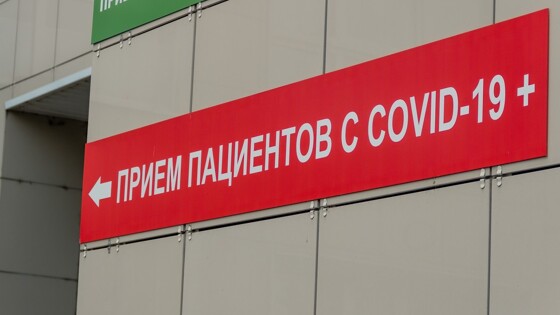 ПРИЕМ ПАЦИЕНТОВ С COVID-19 +